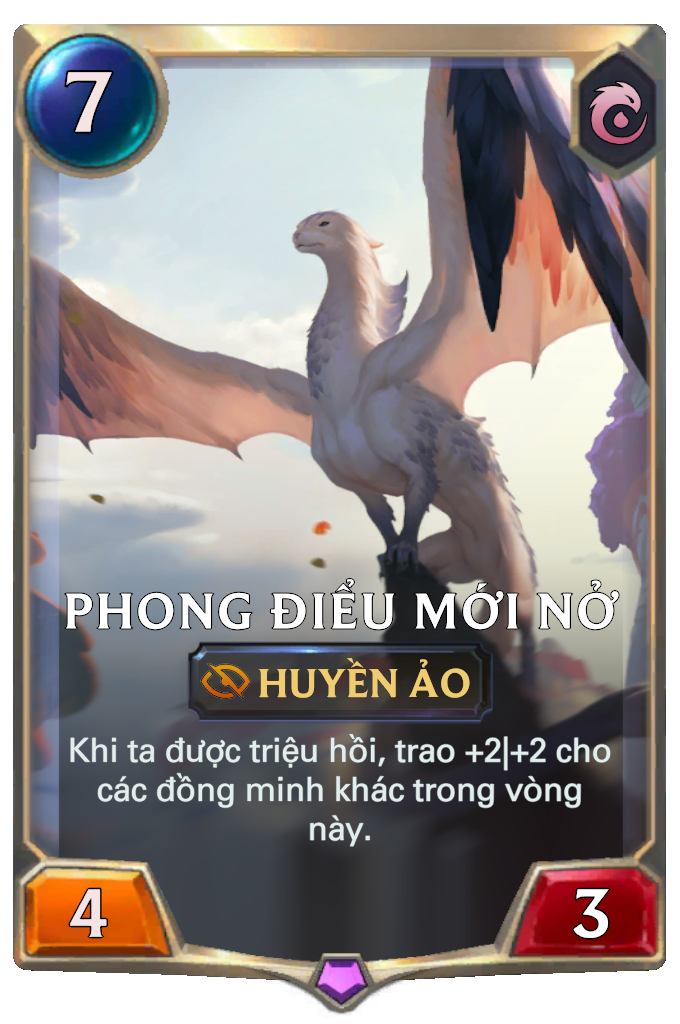 7
PHONG ĐIỂU MỚI NỞ
HUYỀN ẢO
Khi ta được triệu hồi, trao +2|+2 cho
các đồng minh khác trong vòng
này.
4
3